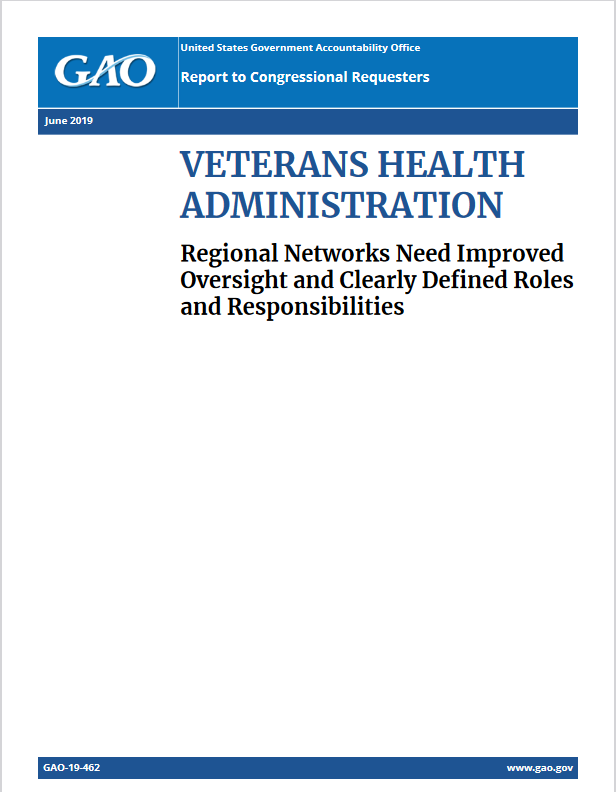 GAO
United States Government Accountability Office
Report to Congressional Requesters
June 2019
VETERANS HEALTH
ADMINISTRATION
Regional Networks Need Improved
Oversight and Clearly Defined Roles
and Responsibilities
GAO-19-462
www.gao.gov